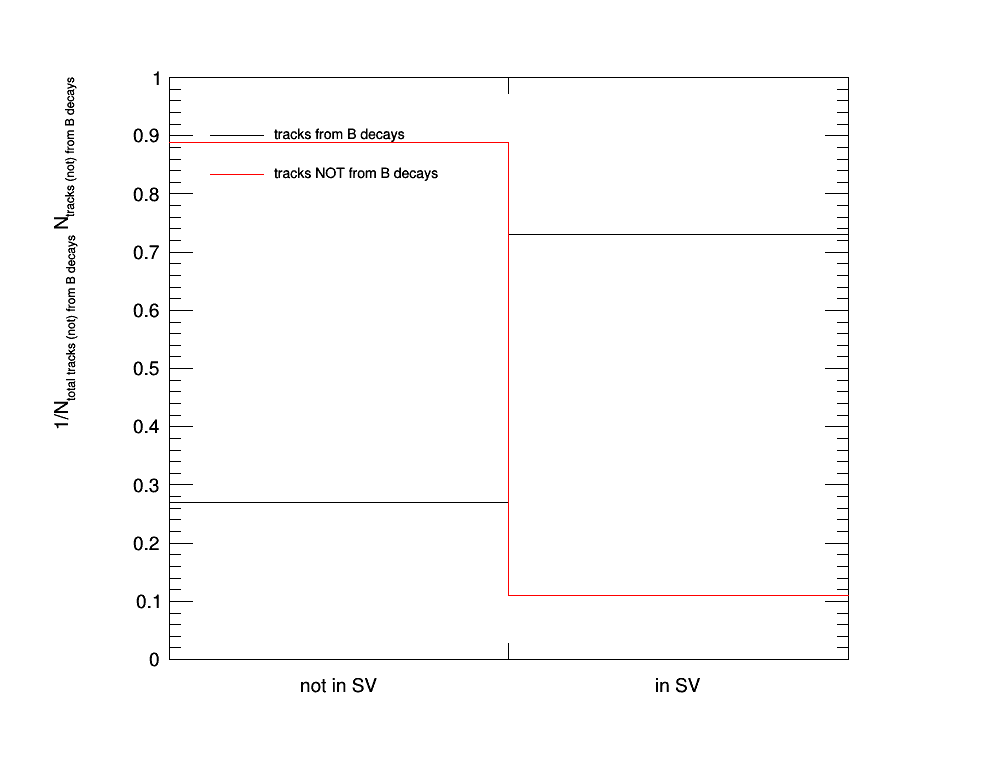 1/Ntotal tracks (not) from B decays Ntracks (not) from B decays
1
0.9
0.8
0.7
0.6
0.5
0.4
0.3
0.2
0.1
0
tracks from B decays
tracks NOT from B decays
not in SV
in SV